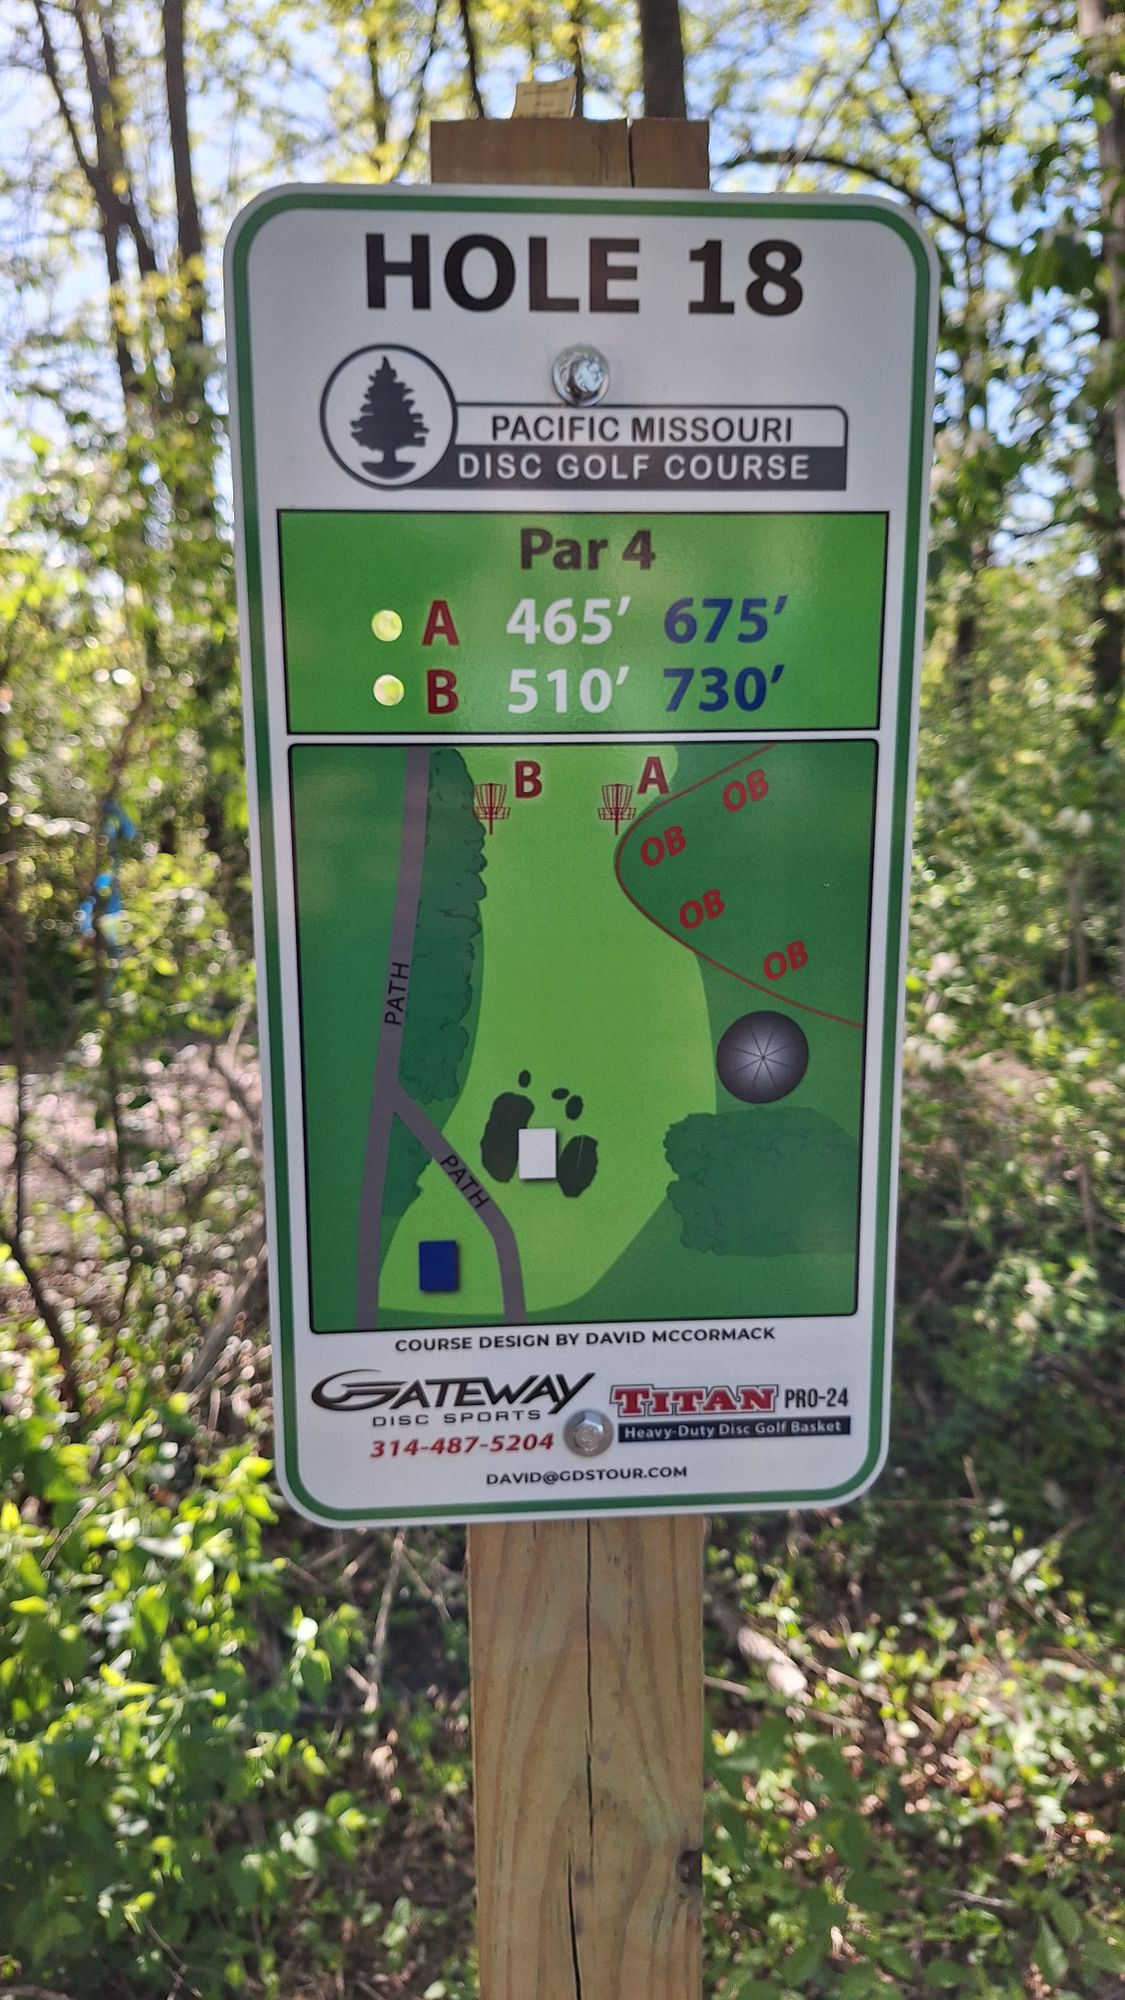 HOLE 18
PACIFIC MISSOURI
DISC GOLF COURSE
Par 4
A 465’ 675’
B 510’ 730’
B A
OB
OB
OB
OB
PATH
PATH
COURSE DESIGN BY DAVID MCCORMACK
GATEWAY
DISC SPORTS
314-487-5204
TITAN PRO-24
Heavy-Duty Disc Golf Basket
DAVID@GDSTOUR.COM